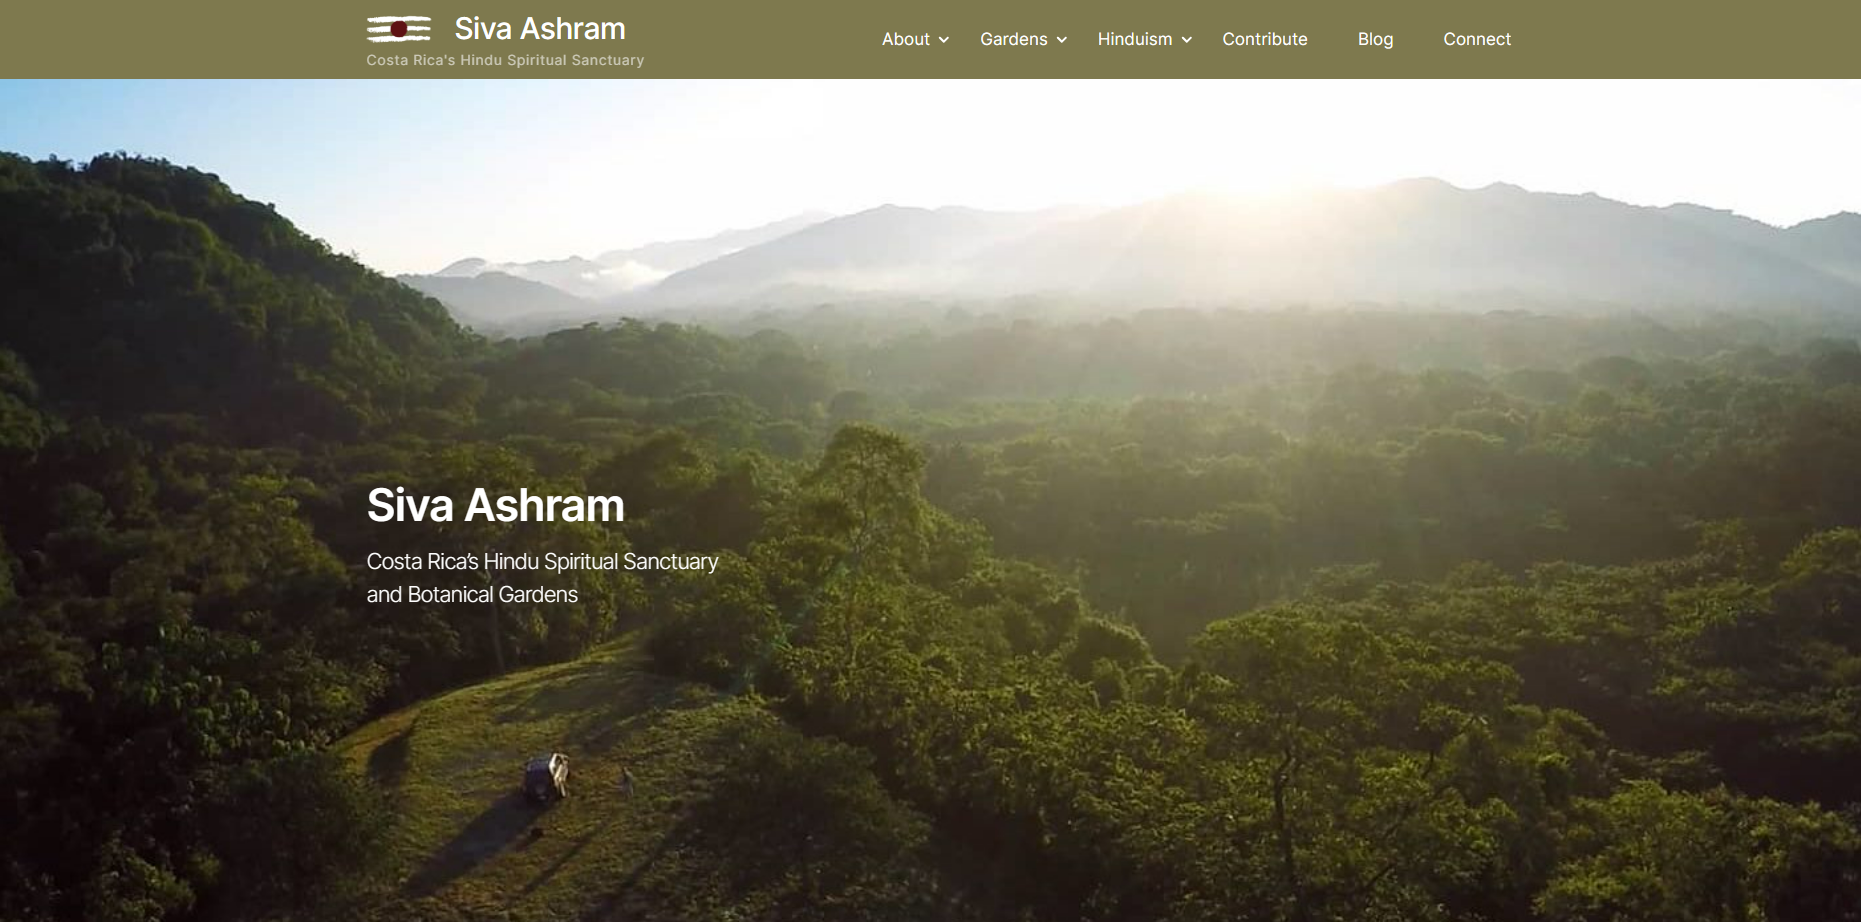 Siva Ashram
Costa Rica's Hindu Spiritual Sanctuary
About
Gardens
Hinduism
Contribute
Blog
Connect
Siva Ashram
Costa Rica’s Hindu Spiritual Sanctuary
and Botanical Gardens